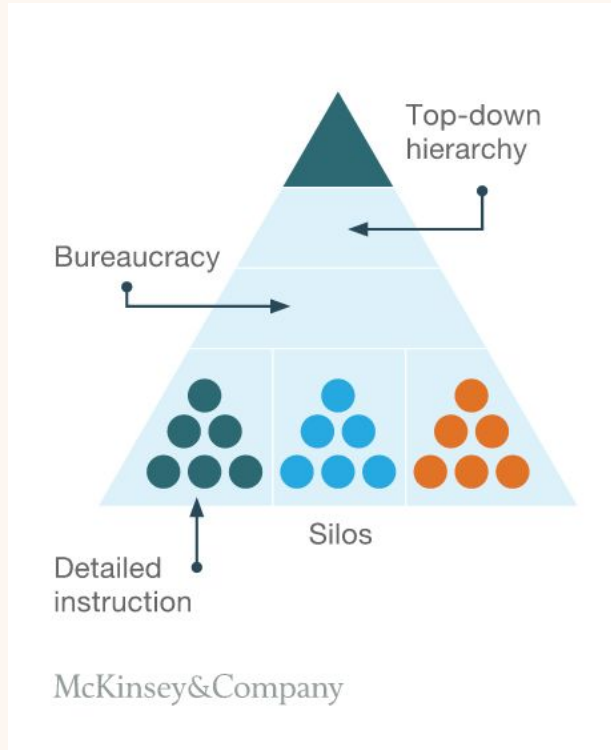 Top-down
hierarchy
Bureaucracy
Silos
Detailed
instruction
McKinsey&Company